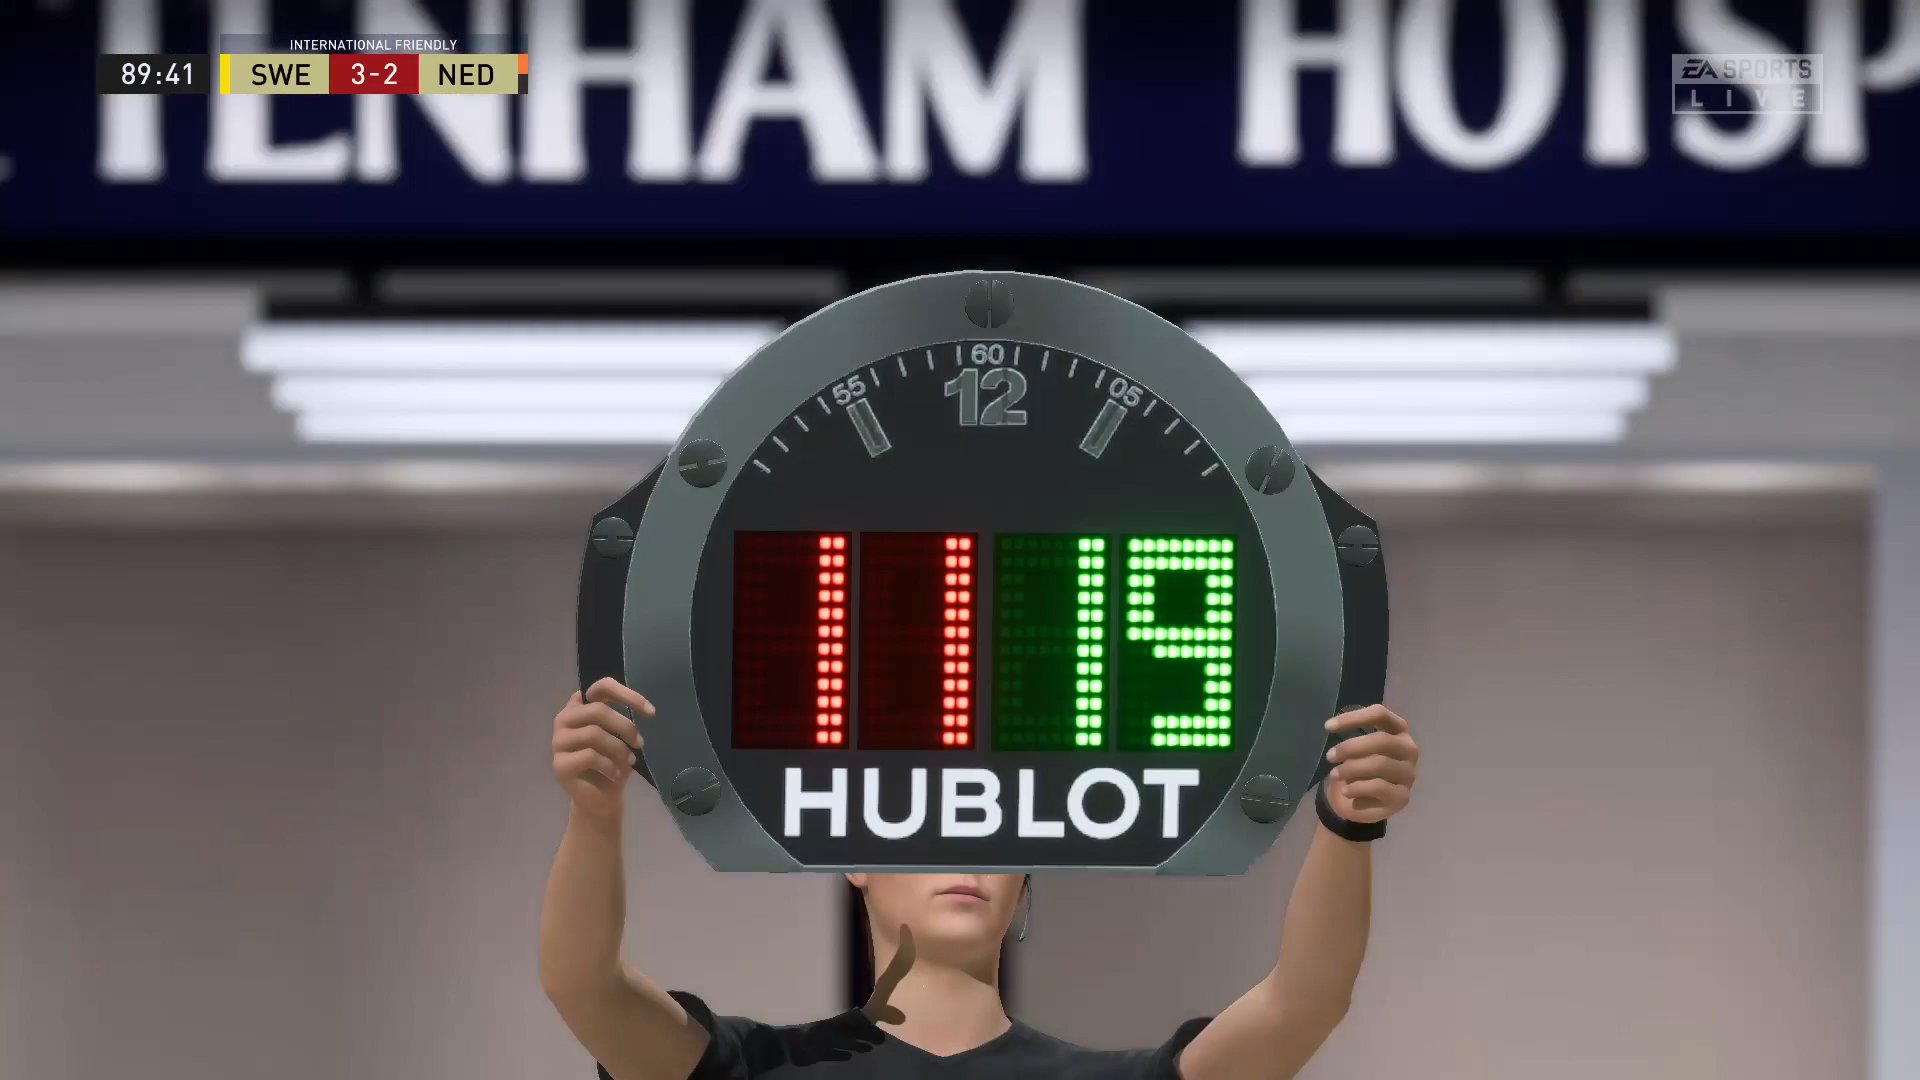 INTERNATIONAL FRIENDLY
89:41 SWE 3-2 NED
EA SPORTS
LIVE
TENHAM HOTSP
55 60 05
12
11 19
HUBLOT